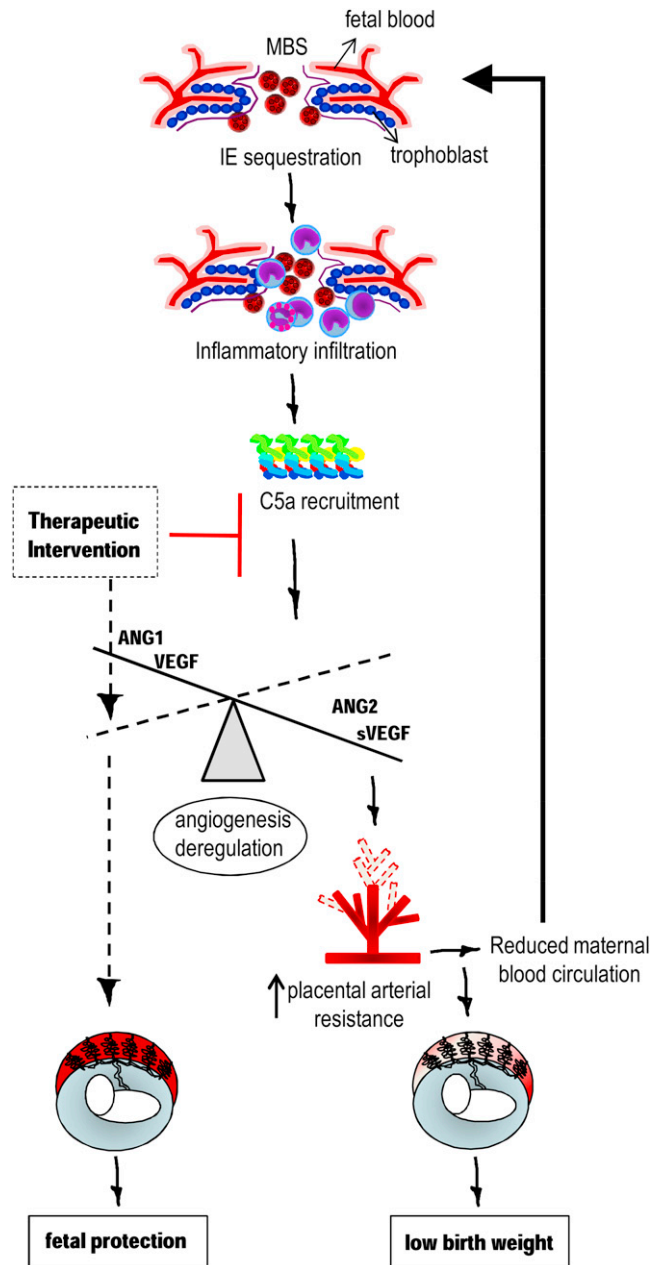 fetal blood
MBS
trophoblast
IE sequestration
Inflammatory infiltration
C5a recruitment
Therapeutic
Intervention
ANG1
VEGF
ANG2
sVEGF
angiogenesis
deregulation
Reduced maternal
blood circulation
placental arterial
resistance
fetal protection
low birth weight